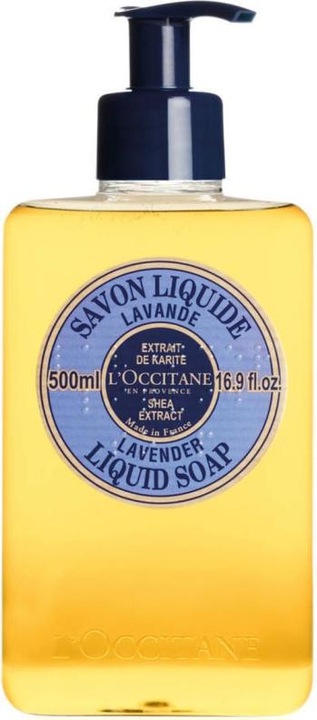 SAVON LIQUIDE
LAVANDE
EXTRAIT
DE KARITÉ
500ml L'OCCITANE 16.9 fl.oz.
EN PROVENCE
SHEA
EXTRACT
Made in France
LAVENDER
LIQUID SOAP
L'OCCITANE